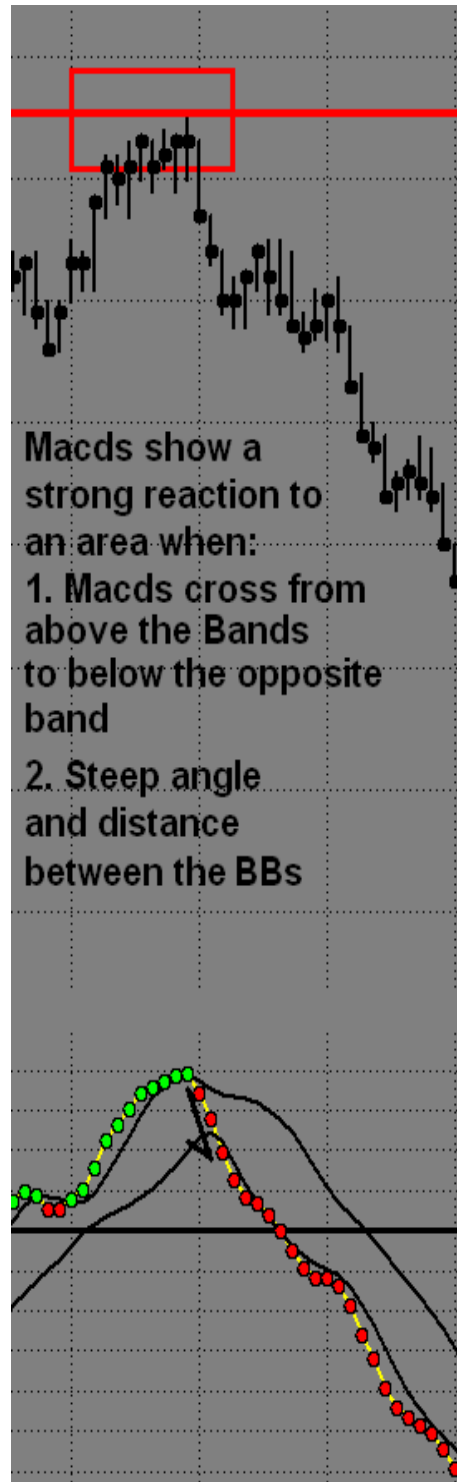 Macds show a
strong reaction to
an area when:
1. Macds cross from
above the Bands
to below the opposite
band
2. Steep angle
and distance
between the BBs